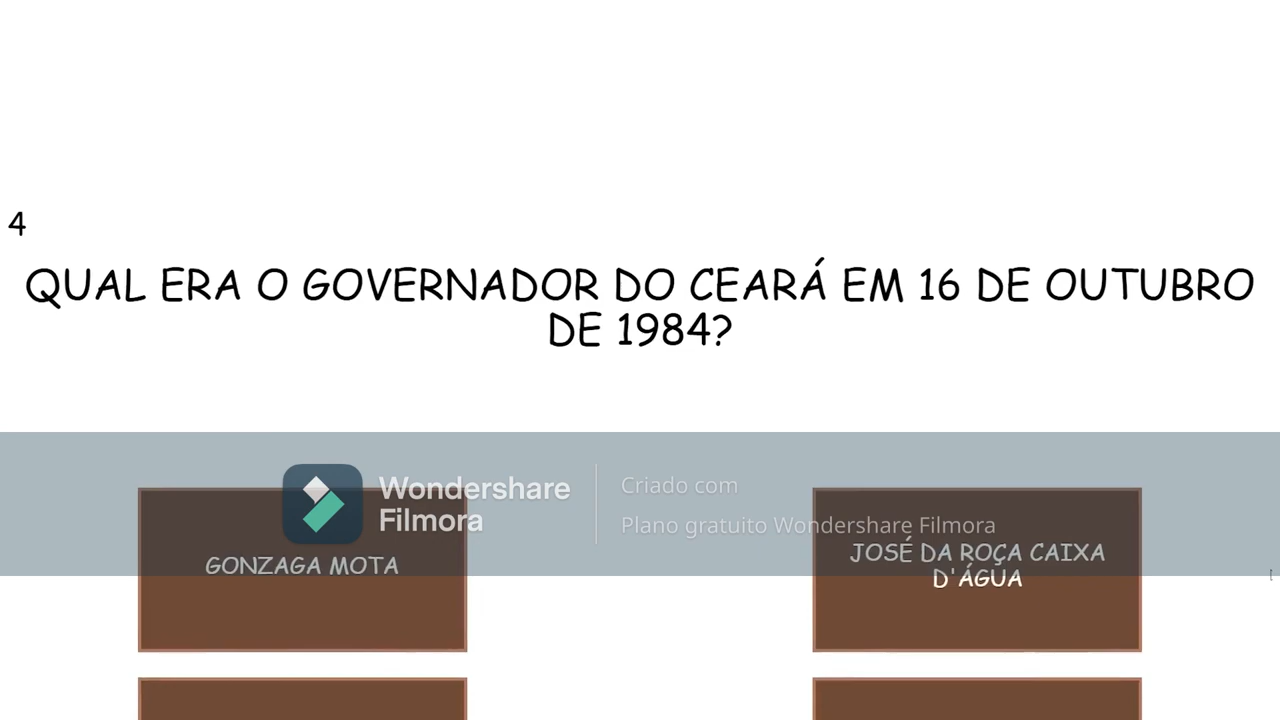 4
QUAL ERA O GOVERNADOR DO CEARÁ EM 16 DE OUTUBRO
DE 1984?
Wondershare
Filmora
Criado com
Plano gratuito Wondershare Filmora
GONZAGA MOTA
JOSÉ DA ROÇA CAIXA
D'ÁGUA